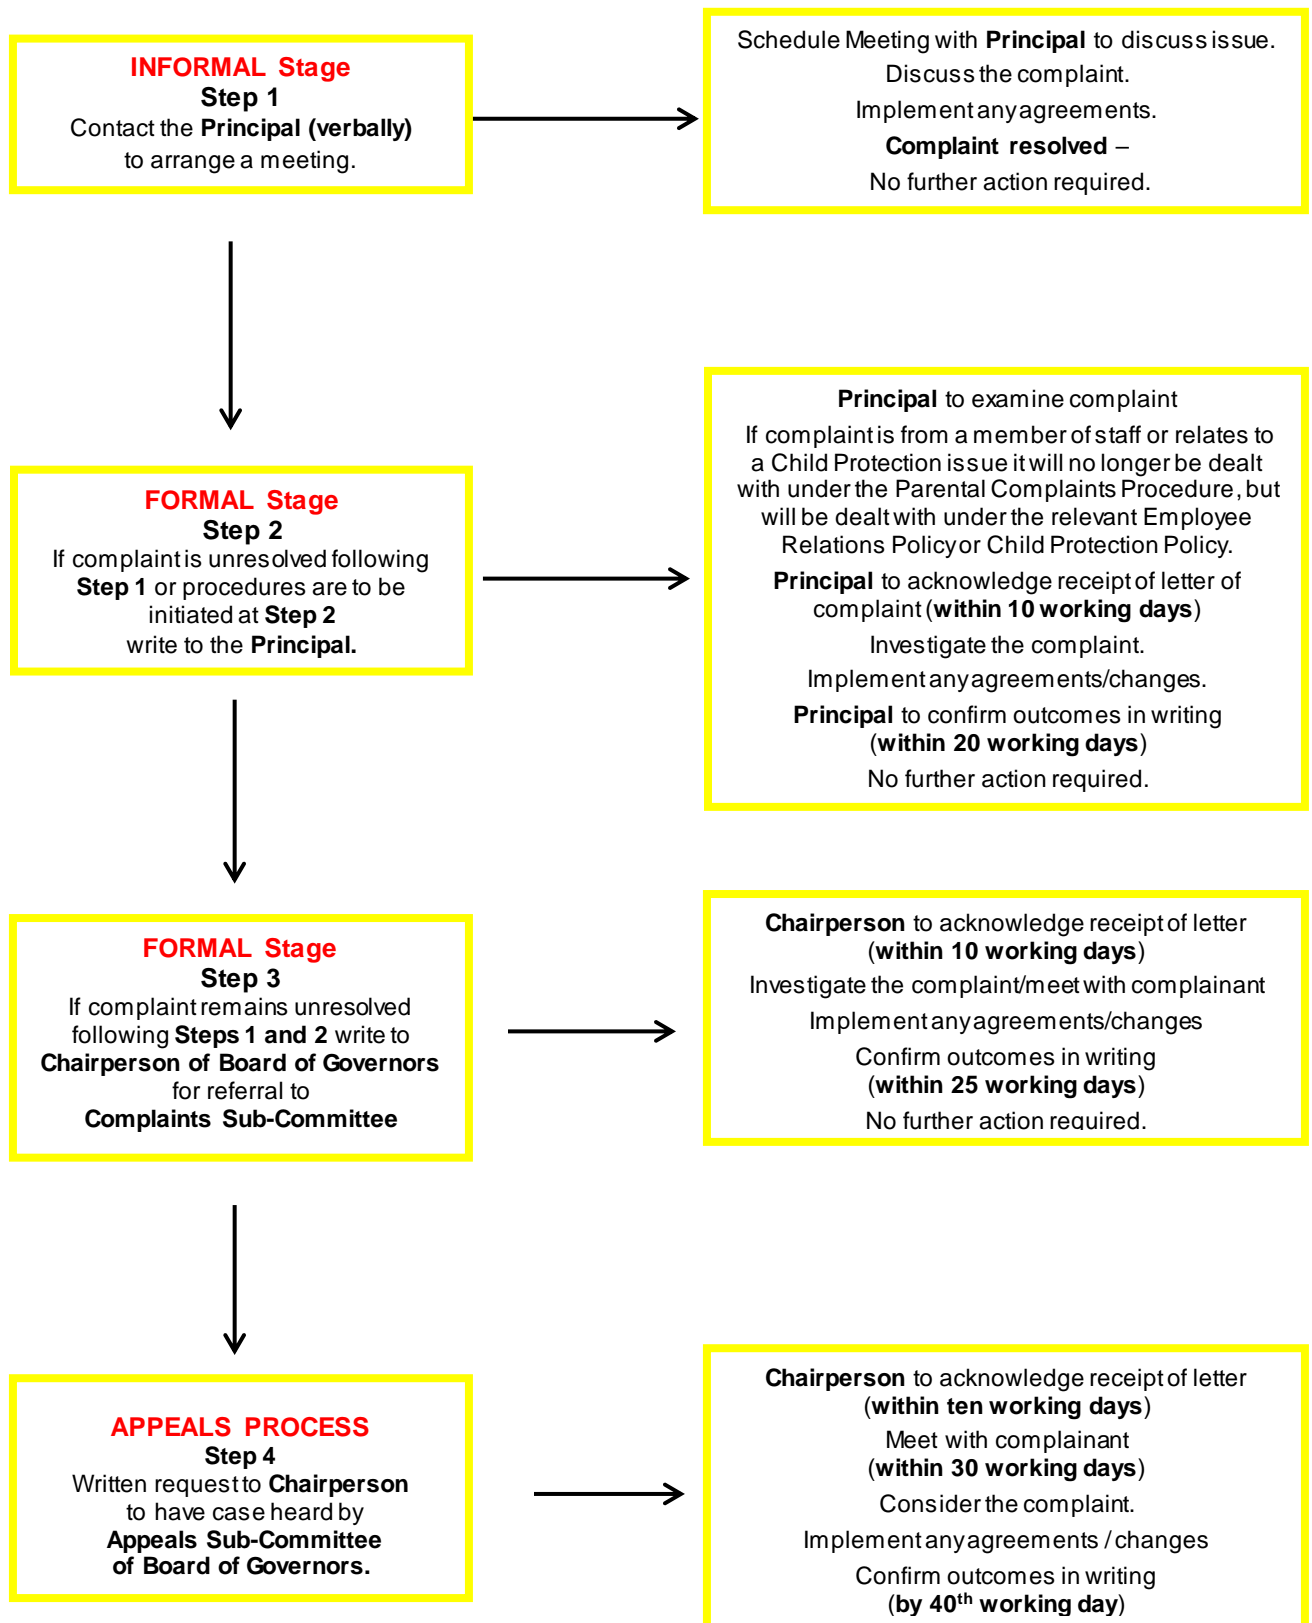 INFORMAL Stage
Step 1
Contact the Principal (verbally)
to arrange a meeting.
Schedule Meeting with Principal to discuss issue.
Discuss the complaint.
Implement any agreements.
Complaint resolved –
No further action required.
FORMAL Stage
Step 2
If complaint is unresolved following
Step 1 or procedures are to be
initiated at Step 2
write to the Principal.
Principal to examine complaint
If complaint is from a member of staff or relates to
a Child Protection issue it will no longer be dealt
with under the Parental Complaints Procedure, but
will be dealt with under the relevant Employee
Relations Policy or Child Protection Policy.
Principal to acknowledge receipt of letter of
complaint (within 10 working days)
Investigate the complaint.
Implement any agreements/changes.
Principal to confirm outcomes in writing
(within 20 working days)
No further action required.
FORMAL Stage
Step 3
If complaint remains unresolved
following Steps 1 and 2 write to
Chairperson of Board of Governors
for referral to
Complaints Sub-Committee
Chairperson to acknowledge receipt of letter
(within 10 working days)
Investigate the complaint/meet with complainant
Implement any agreements/changes
Confirm outcomes in writing
(within 25 working days)
No further action required.
APPEALS PROCESS
Step 4
Written request to Chairperson
to have case heard by
Appeals Sub-Committee
of Board of Governors.
Chairperson to acknowledge receipt of letter
(within ten working days)
Meet with complainant
(within 30 working days)
Consider the complaint.
Implement any agreements / changes
Confirm outcomes in writing
(by 40th working day)